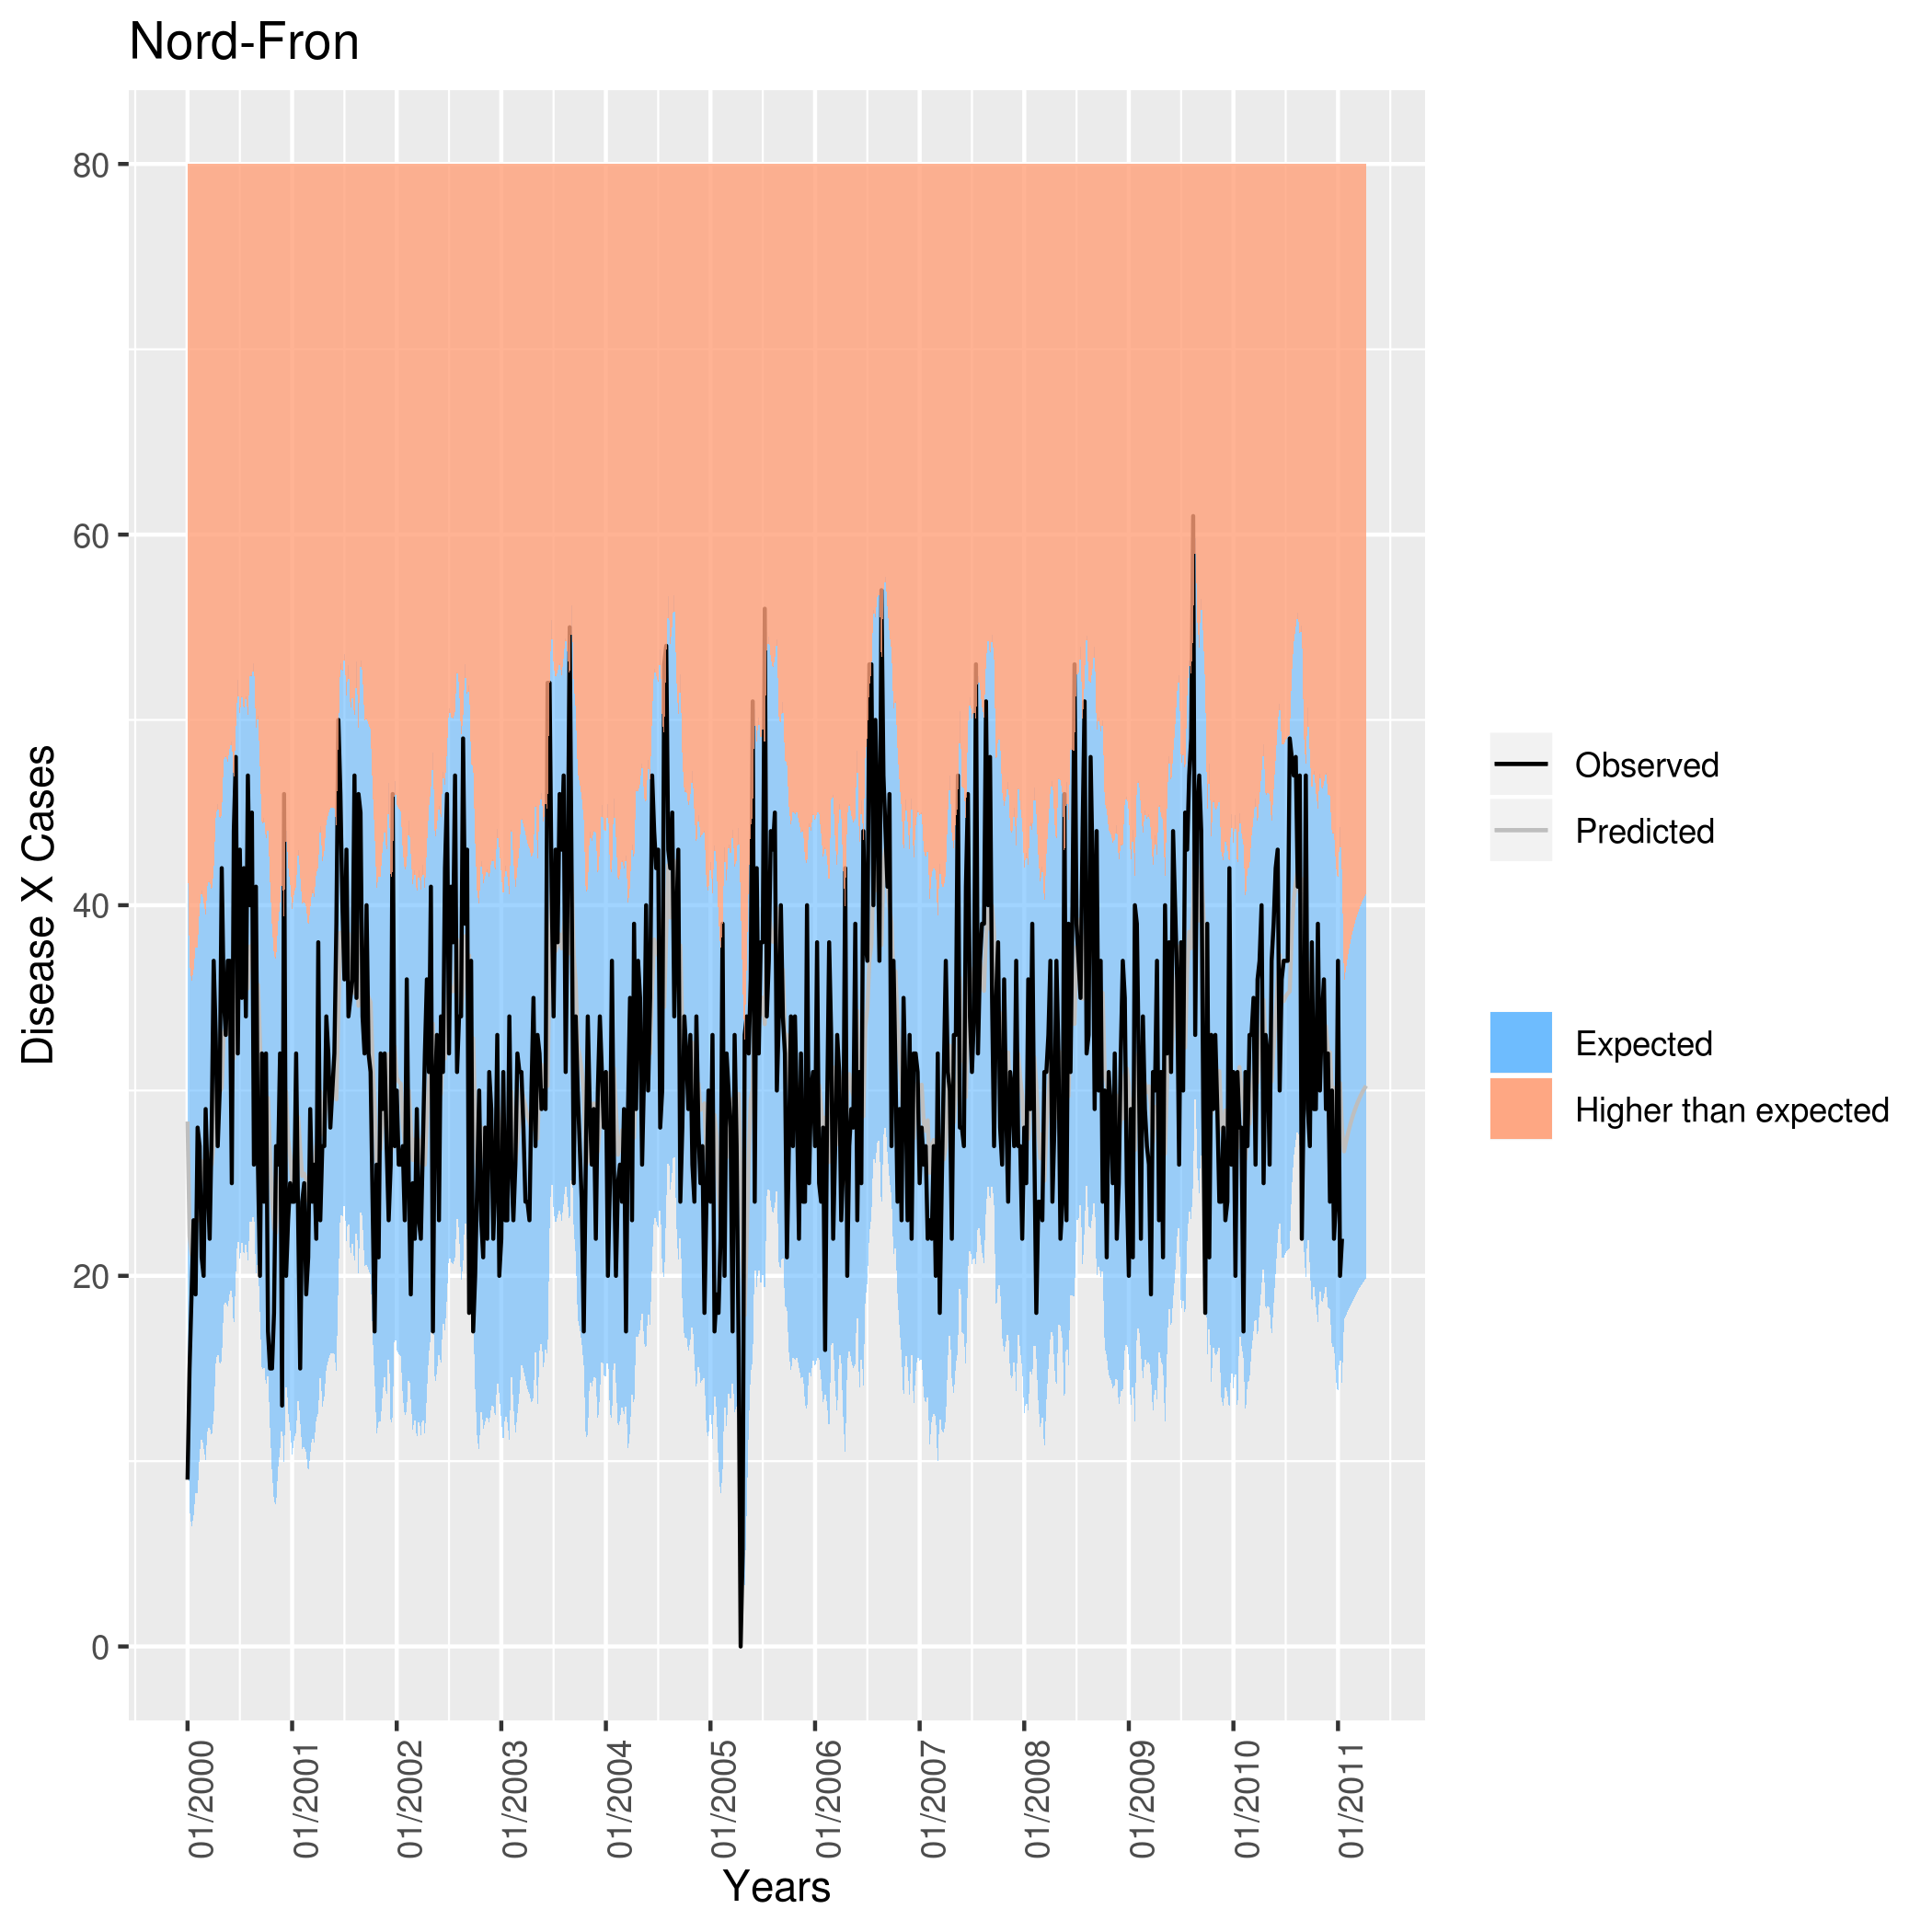 Nord-Fron
Disease X Cases
80
60
40
20
0
01/2000
01/2001
01/2002
01/2003
01/2004
01/2005
01/2006
01/2007
01/2008
01/2009
01/2010
01/2011
Years
Observed
Predicted
Expected
Higher than expected